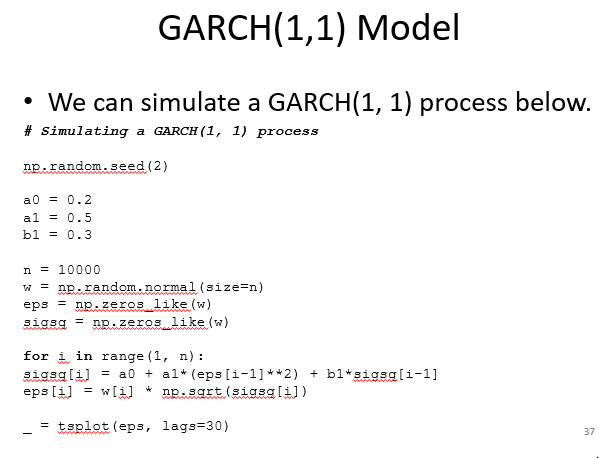 GARCH(1,1) Model
• We can simulate a GARCH(1, 1) process below.
# Simulating a GARCH(1, 1) process
np.random.seed(2)
a0 = 0.2
a1 = 0.5
b1 = 0.3
n = 10000
w = np.random.normal(size=n)
eps = np.zeros_like(w)
sigsq = np.zeros_like(w)
for i in range(1, n):
sigsq[i] = a0 + a1*(eps[i-1]**2) + b1*sigsq[i-1]
eps[i] = w[i] * np.sqrt(sigsq[i])
_ = tsplot(eps, lags=30)
37
.